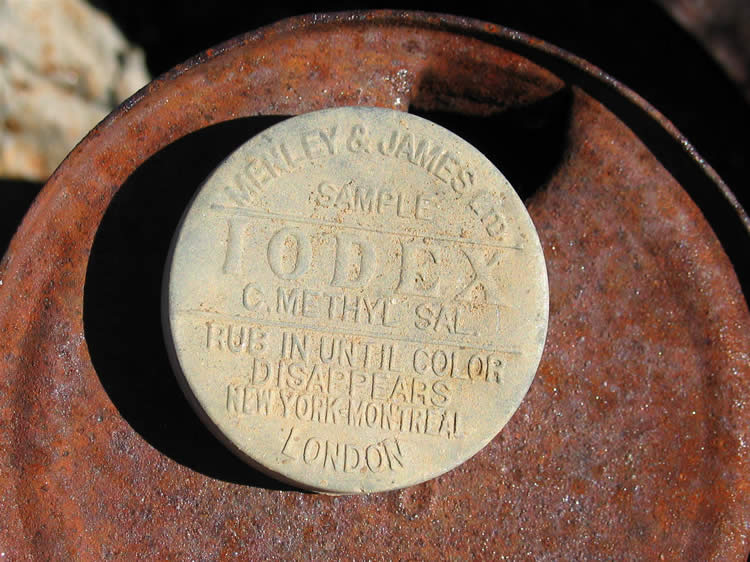 MENLEY & JAMES LTD.
SAMPLE
IODEX
C. METHYL SAL.
RUB IN UNTIL COLOR
DISAPPEARS
NEW YORK-MONTREAL
LONDON